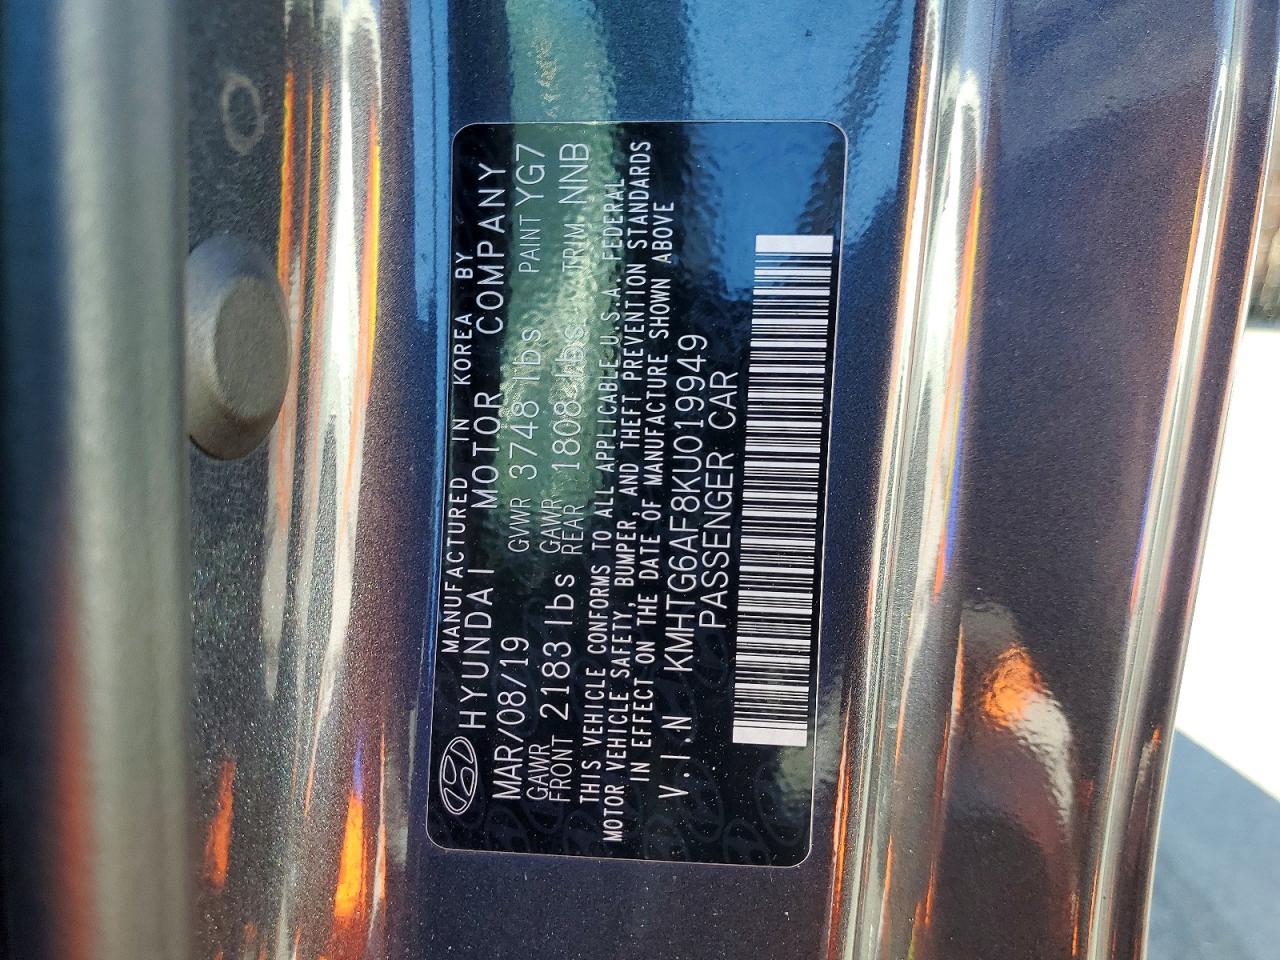 MANUFACTURED IN KOREA BY
HYUNDAI MOTOR COMPANY
MAR/08/19 GVWR 3748 lbs PAINT YG7
GAWR FRONT 2183 lbs GAWR REAR 1808 lbs TRIM NNB
THIS VEHICLE CONFORMS TO ALL APPLICABLE U.S.A. FEDERAL
MOTOR VEHICLE SAFETY, BUMPER, AND THEFT PREVENTION STANDARDS
IN EFFECT ON THE DATE OF MANUFACTURE SHOWN ABOVE
V.I.N KMHTG6AF8KU019949
PASSENGER CAR